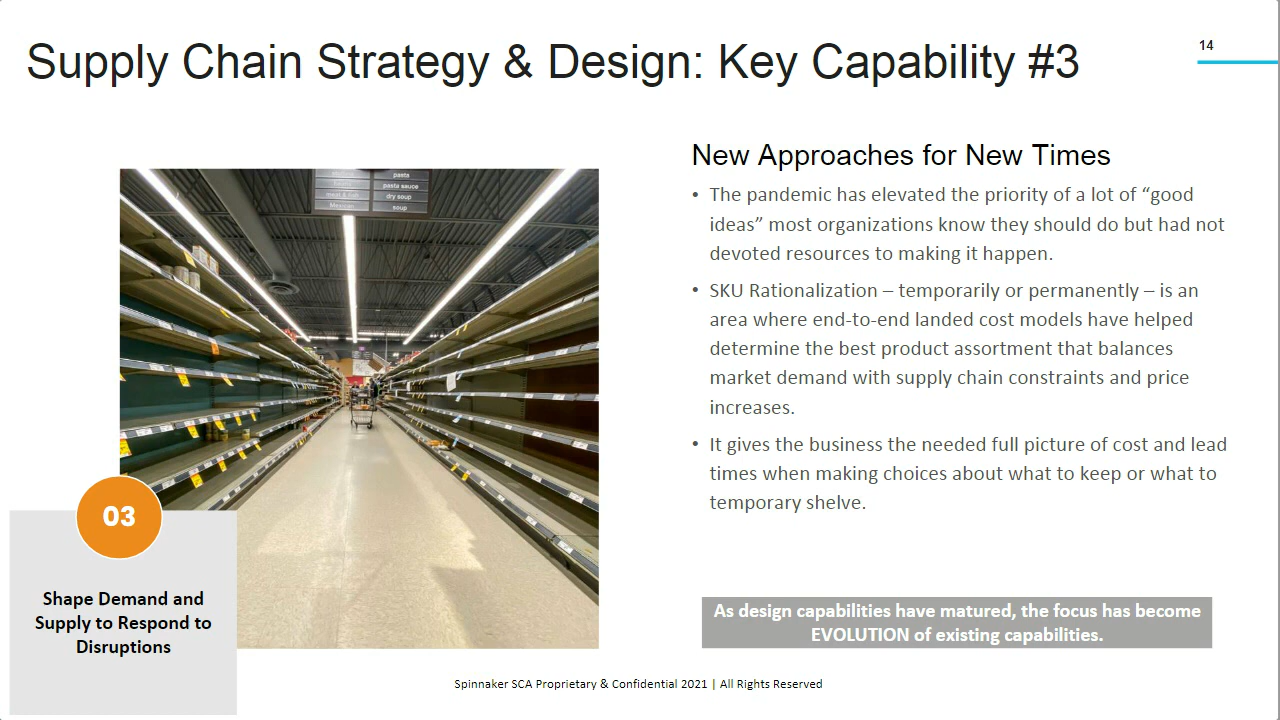 Supply Chain Strategy & Design: Key Capability #3
14
New Approaches for New Times
• The pandemic has elevated the priority of a lot of “good
ideas” most organizations know they should do but had not
devoted resources to making it happen.
• SKU Rationalization – temporarily or permanently – is an
area where end-to-end landed cost models have helped
determine the best product assortment that balances
market demand with supply chain constraints and price
increases.
• It gives the business the needed full picture of cost and lead
times when making choices about what to keep or what to
temporary shelve.
pasta
pasta sauce
dry soup
Mexican
soup
03
Shape Demand and
Supply to Respond to
Disruptions
As design capabilities have matured, the focus has become
EVOLUTION of existing capabilities.
Spinnaker SCA Proprietary & Confidential 2021 | All Rights Reserved